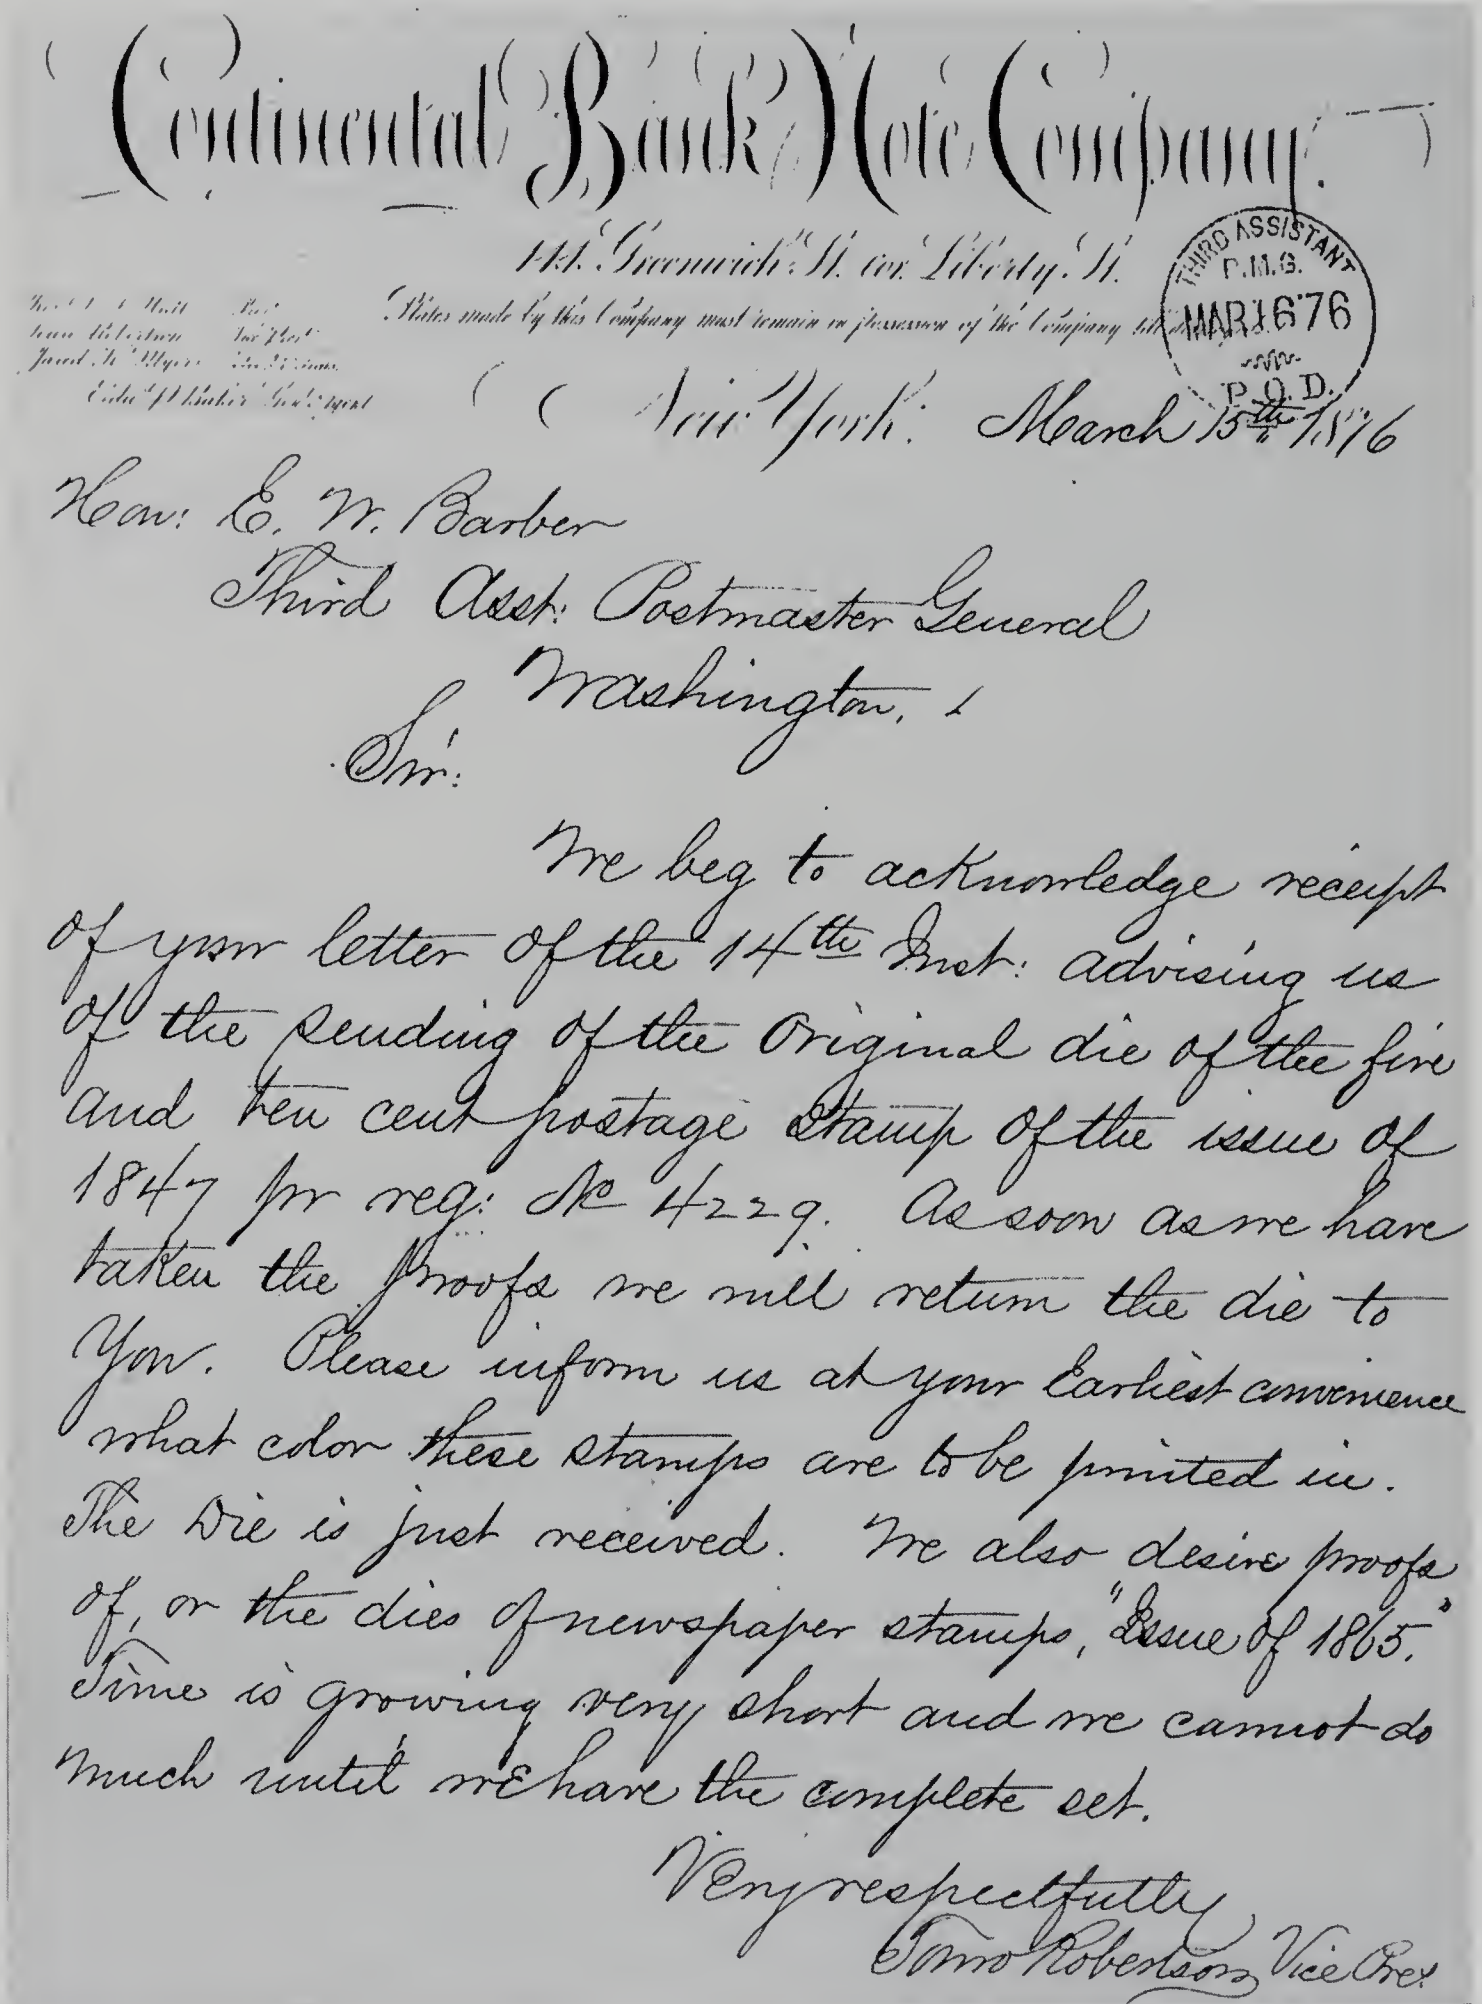 Continental Bank Note Company.
Greenwich St. cor. Liberty St.
Plates made by this Company must remain in possession of the Company
THIRD ASSISTANT
P.M.G.
MAR 16 76
P.O.D.
New York. March 15th 1876
Hon: E. W. Barber
Third Asst: Postmaster General
Washington,
Sir:
We beg to acknowledge receipt
of your letter of the 14th Inst: advising us
of the sending of the Original die of the five
and ten cent postage stamp of the issue of
1847 pr reg: No 4229. As soon as we have
taken the proofs we will return the die to
You. Please inform us at your Earliest convenience
what color these stamps are to be printed in.
The Die is just received. We also desire proofs
of, or the dies of newspaper stamps, "Issue of 1865."
Time is growing very short and we cannot do
much until we have the complete set.
Very respectfully
Robertson, Vice Pres.